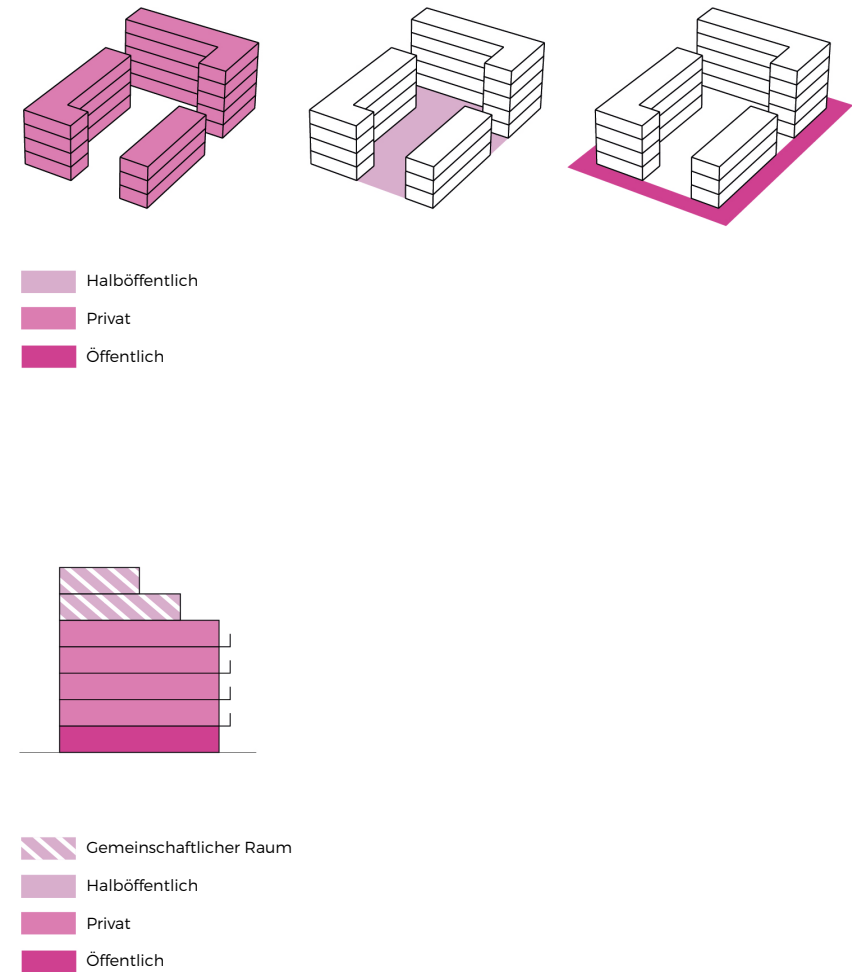 Halböffentlich
Privat
Öffentlich
Gemeinschaftlicher Raum
Halböffentlich
Privat
Öffentlich